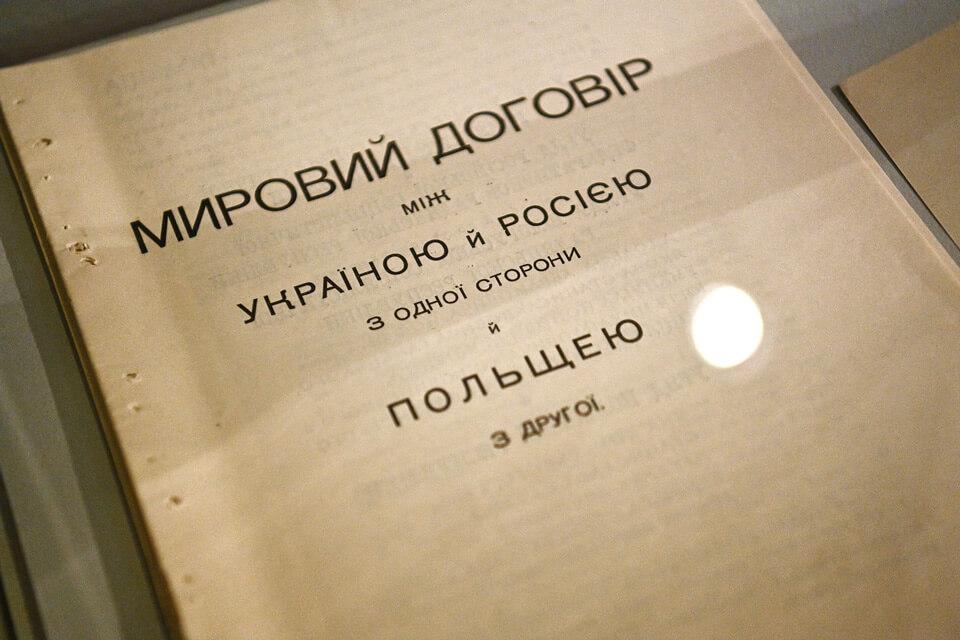 МИРОВИЙ ДОГОВІР
МІЖ
УКРАЇНОЮ Й РОСІЄЮ
З ОДНОЇ СТОРОНИ
Й
ПОЛЬЩЕЮ
З ДРУГОЇ.